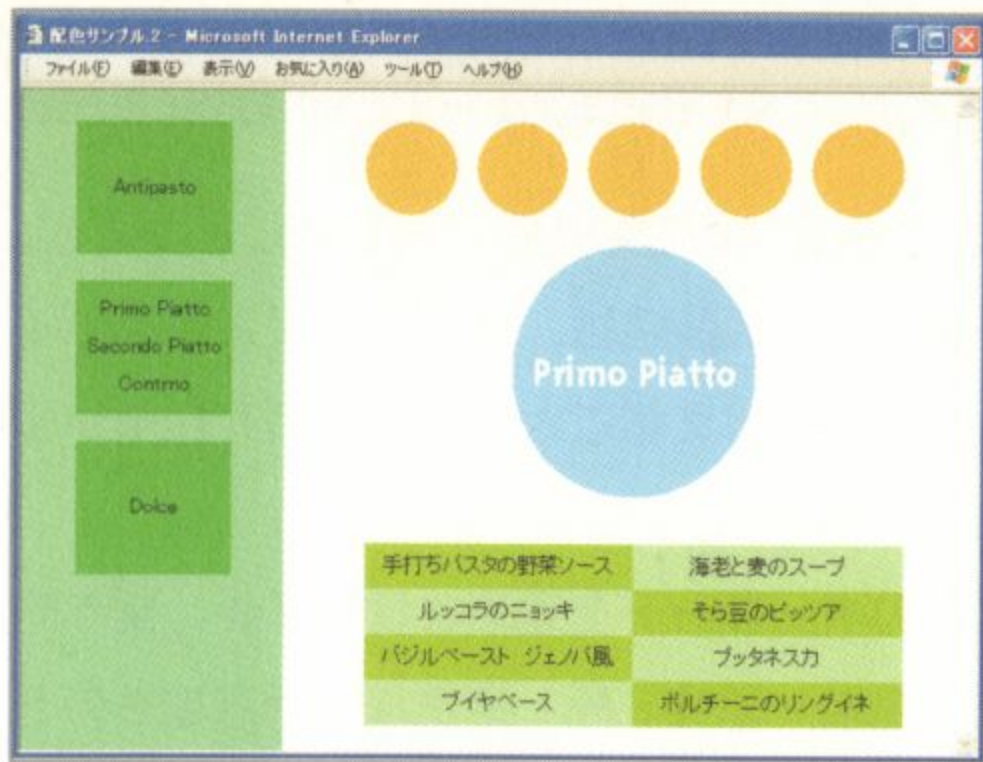 配色サンプル.2 - Microsoft Internet Explorer
ファイル(F) 編集(E) 表示(V) お気に入り(A) ツール(T) ヘルプ(H)
Antipasto
Primo Piatto
Secondo Piatto
Contrno
Dolce
Primo Piatto
手打ちパスタの野菜ソース 海老と麦のスープ
ルッコラのニョッキ そら豆のピッツア
バジルペースト ジェノバ風 プッタネスカ
ブイヤベース ポルチーニのリングイネ